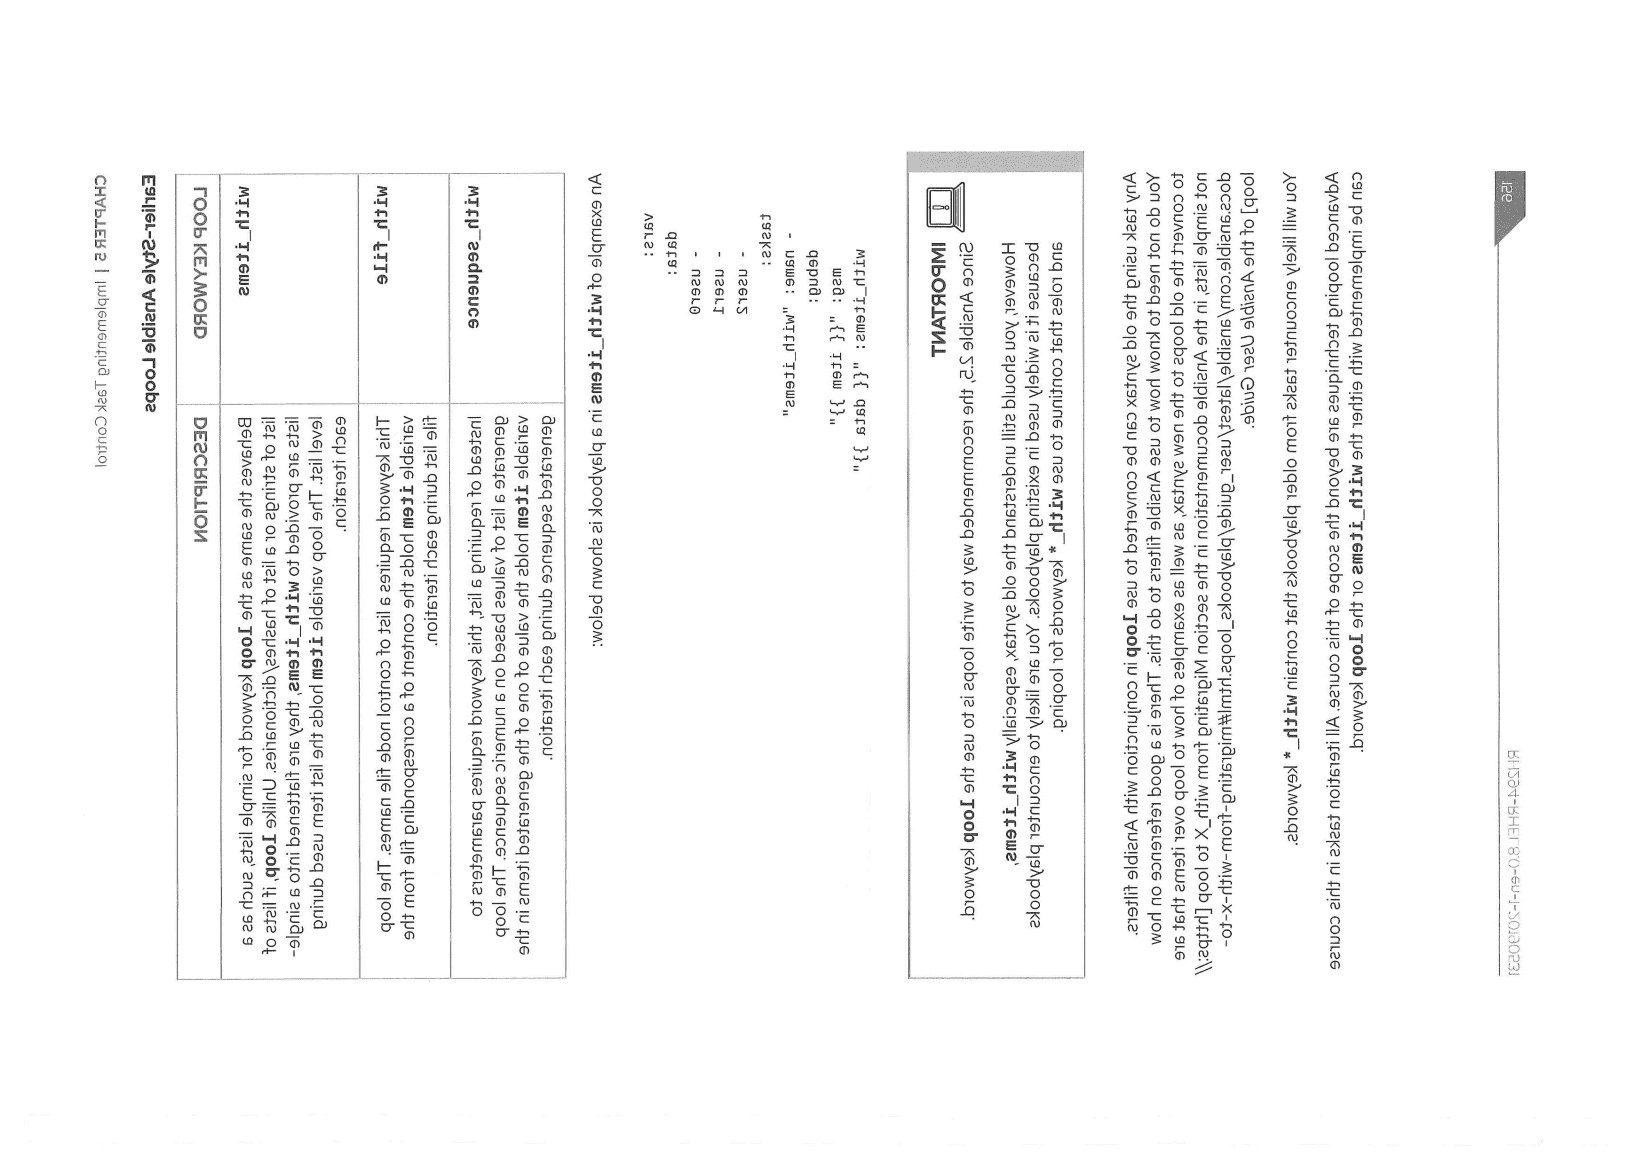 CHAPTER 5 | Implementing Task Control
Earlier-Style Ansible Loops
LOOP KEYWORD DESCRIPTION
with_items
Behaves the same as the loop keyword for simple lists, such as a
list of strings or a list of hashes/dictionaries. Unlike loop, if lists of
lists are provided to with_items, they are flattened into a single-
level list. The loop variable item holds the list item used during
each iteration.
with_file
This keyword requires a list of control node file names. The loop
variable item holds the content of a corresponding file from the
file list during each iteration.
with_sequence
Instead of requiring a list, this keyword requires parameters to
generate a list of values based on a numeric sequence. The loop
variable item holds the value of one of the generated items in the
generated sequence during each iteration.
An example of with_items in a playbook is shown below:
vars:
data:
- user0
- user1
- user2
tasks:
- name: "with_items"
debug:
msg: "{{ item }}"
with_items: "{{ data }}"
IMPORTANT
Since Ansible 2.5, the recommended way to write loops is to use the loop keyword.
However, you should still understand the old syntax, especially with_items,
because it is widely used in existing playbooks. You are likely to encounter playbooks
and roles that continue to use with_* keywords for looping.
Any task using the old syntax can be converted to use loop in conjunction with Ansible filters.
You do not need to know how to use Ansible filters to do this. There is a good reference on how
to convert the old loops to the new syntax, as well as examples of how to loop over items that are
not simple lists, in the Ansible documentation in the section Migrating from with_X to loop [https://
docs.ansible.com/ansible/latest/user_guide/playbooks_loops.html#migrating-from-with-x-to-
loop] of the Ansible User Guide.
You will likely encounter tasks from older playbooks that contain with_* keywords.
Advanced looping techniques are beyond the scope of this course. All iteration tasks in this course
can be implemented with either the with_items or the loop keyword.
156 RH294-RHEL8.0-en-1-20190531